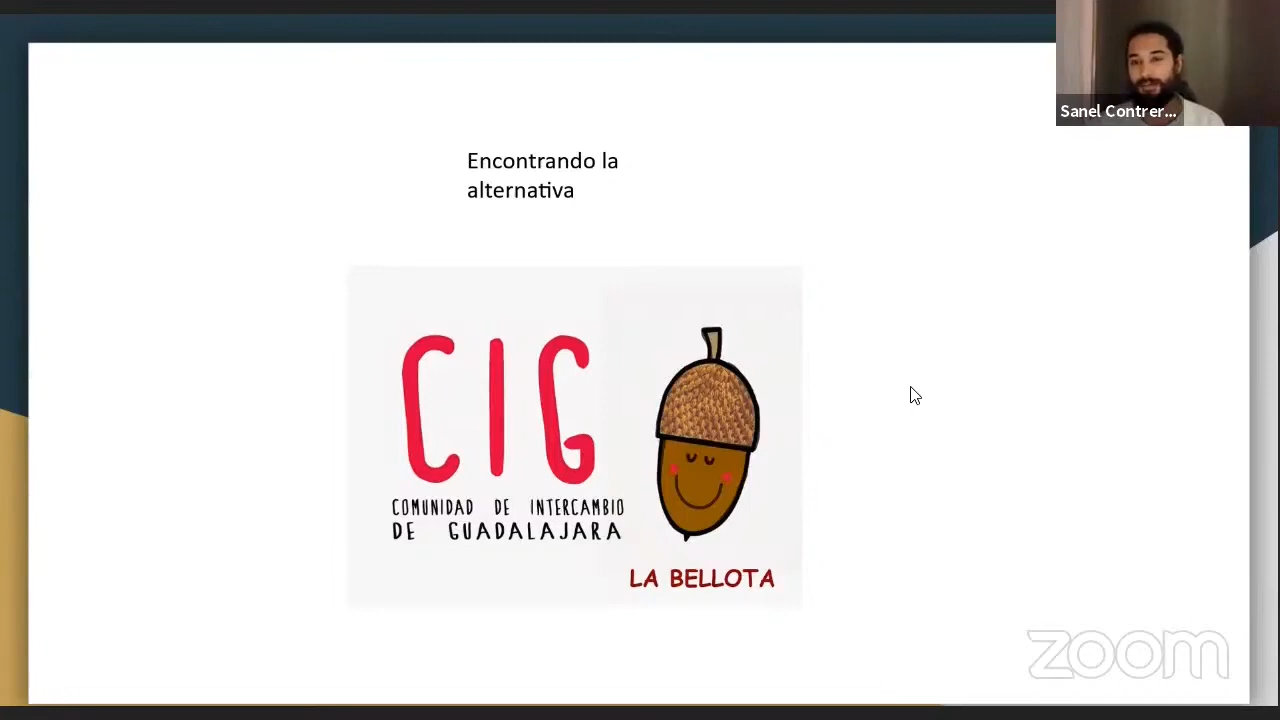 Sanel Contrer...
Encontrando la
alternativa
CIG
COMUNIDAD DE INTERCAMBIO
DE GUADALAJARA
LA BELLOTA
zoom